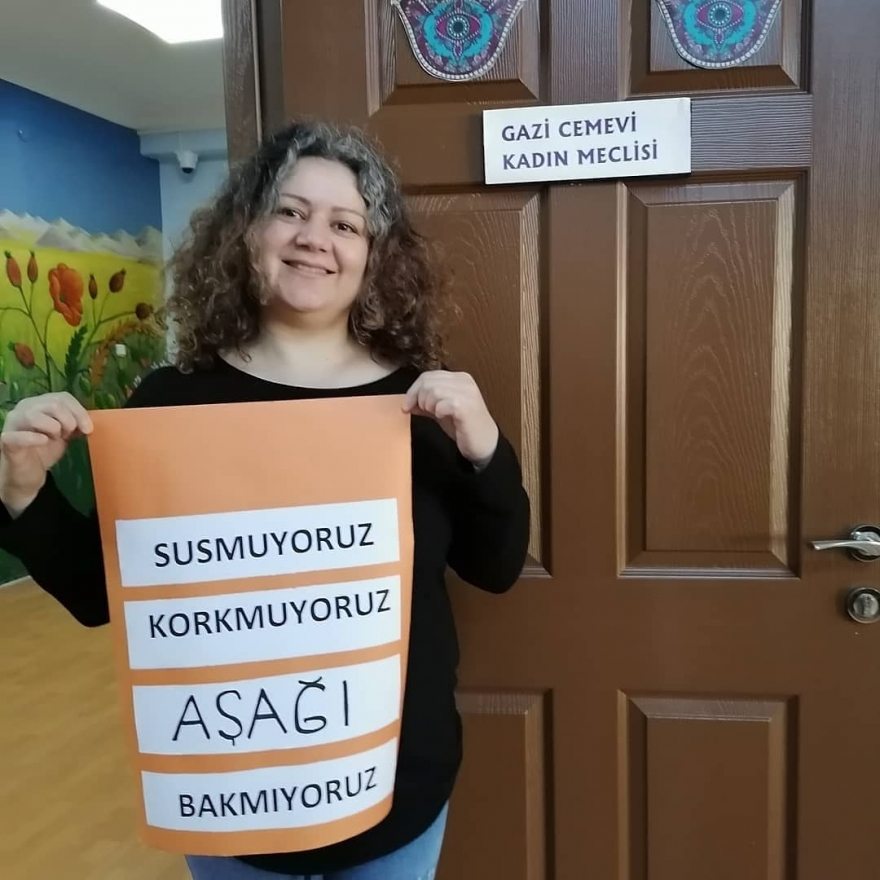 GAZİ CEMEVİ
KADIN MECLİSİ
SUSMUYORUZ
KORKMUYORUZ
AŞAĞI
BAKMIYORUZ